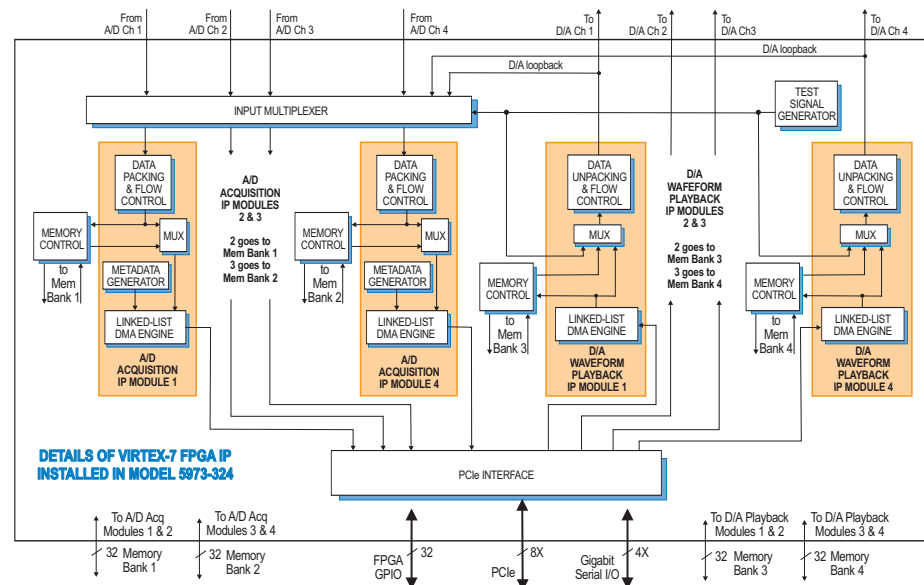 From
A/D Ch 1
From
A/D Ch 2
From
A/D Ch 3
From
A/D Ch 4
To
D/A Ch 1
To
D/A Ch 2
To
D/A Ch3
To
D/A Ch 4
D/A loopback
D/A loopback
INPUT MULTIPLEXER
TEST
SIGNAL
GENERATOR
DATA
PACKING
& FLOW
CONTROL
MUX
MEMORY
CONTROL
to
Mem
Bank 1
METADATA
GENERATOR
LINKED-LIST
DMA ENGINE
A/D
ACQUISITION
IP MODULE 1
A/D
ACQUISITION
IP MODULES
2 & 3
2 goes to
Mem Bank 1
3 goes to
Mem Bank 2
DATA
PACKING
& FLOW
CONTROL
MUX
MEMORY
CONTROL
to
Mem
Bank 2
METADATA
GENERATOR
LINKED-LIST
DMA ENGINE
A/D
ACQUISITION
IP MODULE 4
DATA
UNPACKING
& FLOW
CONTROL
MUX
MEMORY
CONTROL
to
Mem
Bank 3
LINKED-LIST
DMA ENGINE
D/A
WAVEFORM
PLAYBACK
IP MODULE 1
D/A
WAFEFORM
PLAYBACK
IP MODULES
2 & 3
2 goes to
Mem Bank 3
3 goes to
Mem Bank 4
DATA
UNPACKING
& FLOW
CONTROL
MUX
MEMORY
CONTROL
to
Mem
Bank 4
LINKED-LIST
DMA ENGINE
D/A
WAVEFORM
PLAYBACK
IP MODULE 4
DETAILS OF VIRTEX-7 FPGA IP
INSTALLED IN MODEL 5973-324
PCIe INTERFACE
To A/D Acq
Modules 1 & 2
32 Memory
Bank 1
To A/D Acq
Modules 3 & 4
32 Memory
Bank 2
32
FPGA
GPIO
8X
PCIe
4X
Gigabit
Serial I/O
To D/A Playback
Modules 1 & 2
32 Memory
Bank 3
To D/A Playback
Modules 3 & 4
32 Memory
Bank 4